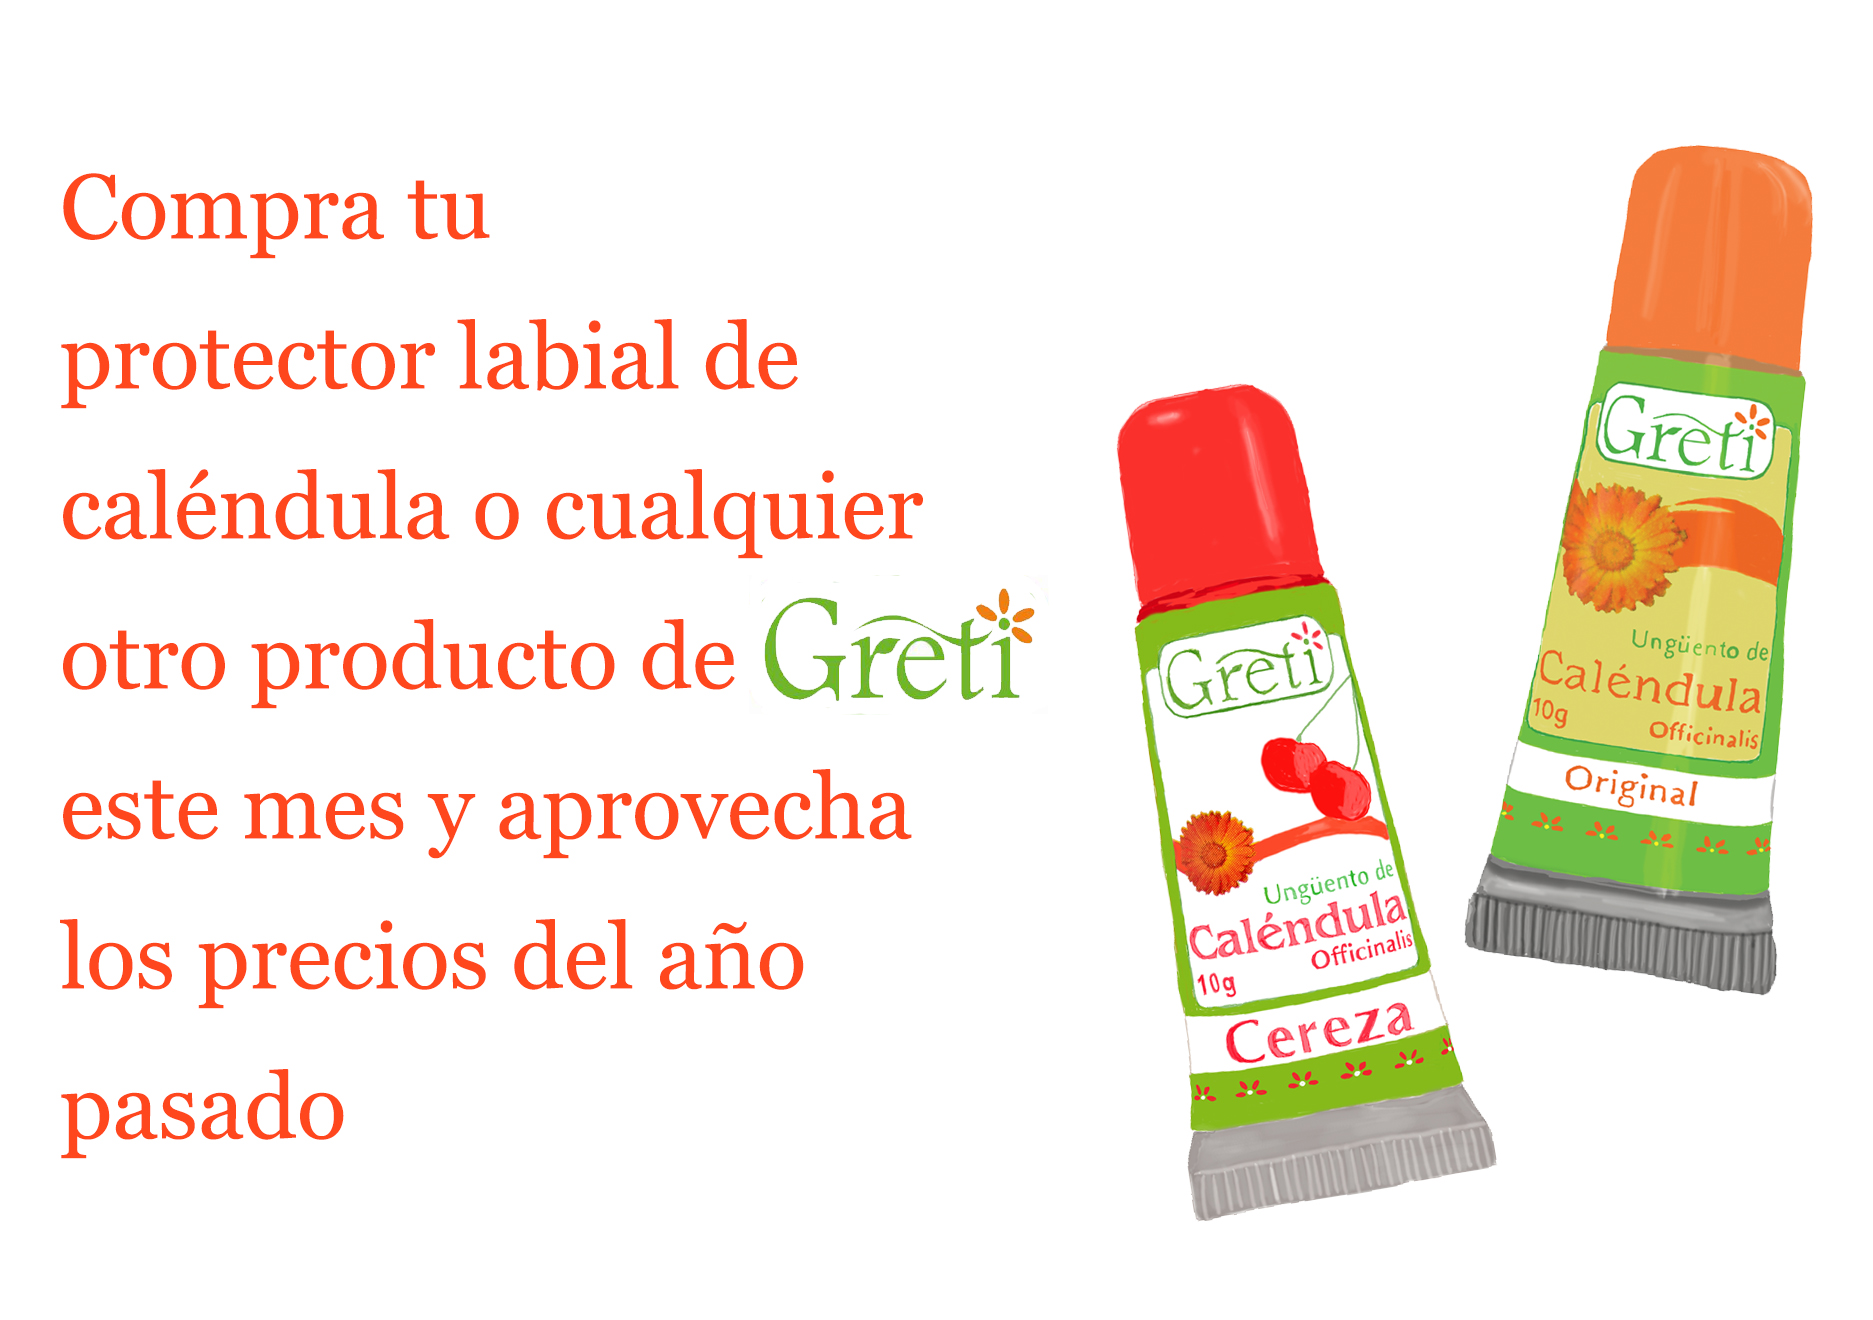 Compra tu
protector labial de
caléndula o cualquier
otro producto de Greti
este mes y aprovecha
los precios del año
pasado
Greti
Ungüento de
Caléndula
Officinalis
10g
Cereza
Greti
Ungüento de
Caléndula
10g
Officinalis
Original